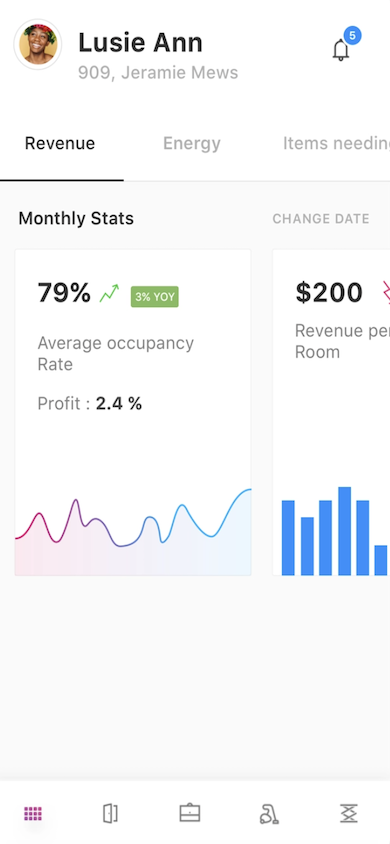 Lusie Ann
5
909, Jeramie Mews
Revenue
Energy
Items needin
Monthly Stats
CHANGE DATE
79%
3% YOY
Average occupancy
Rate
Profit : 2.4 %
$200
Revenue per
Room